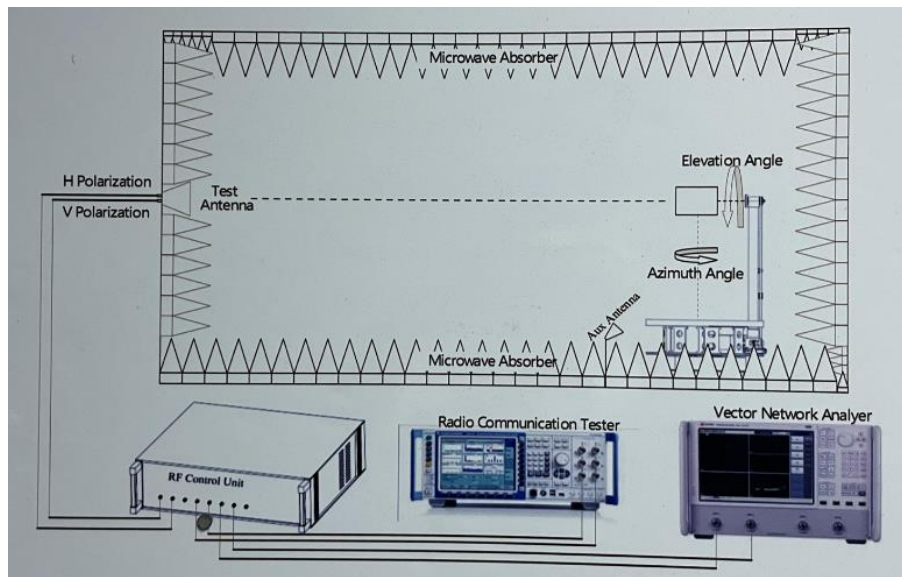 Microwave Absorber
Elevation Angle
H Polarization
Test
Antenna
V Polarization
Azimuth Angle
Aux Antenna
Microwave Absorber
Radio Communication Tester
Vector Network Analyer
RF Control Unit